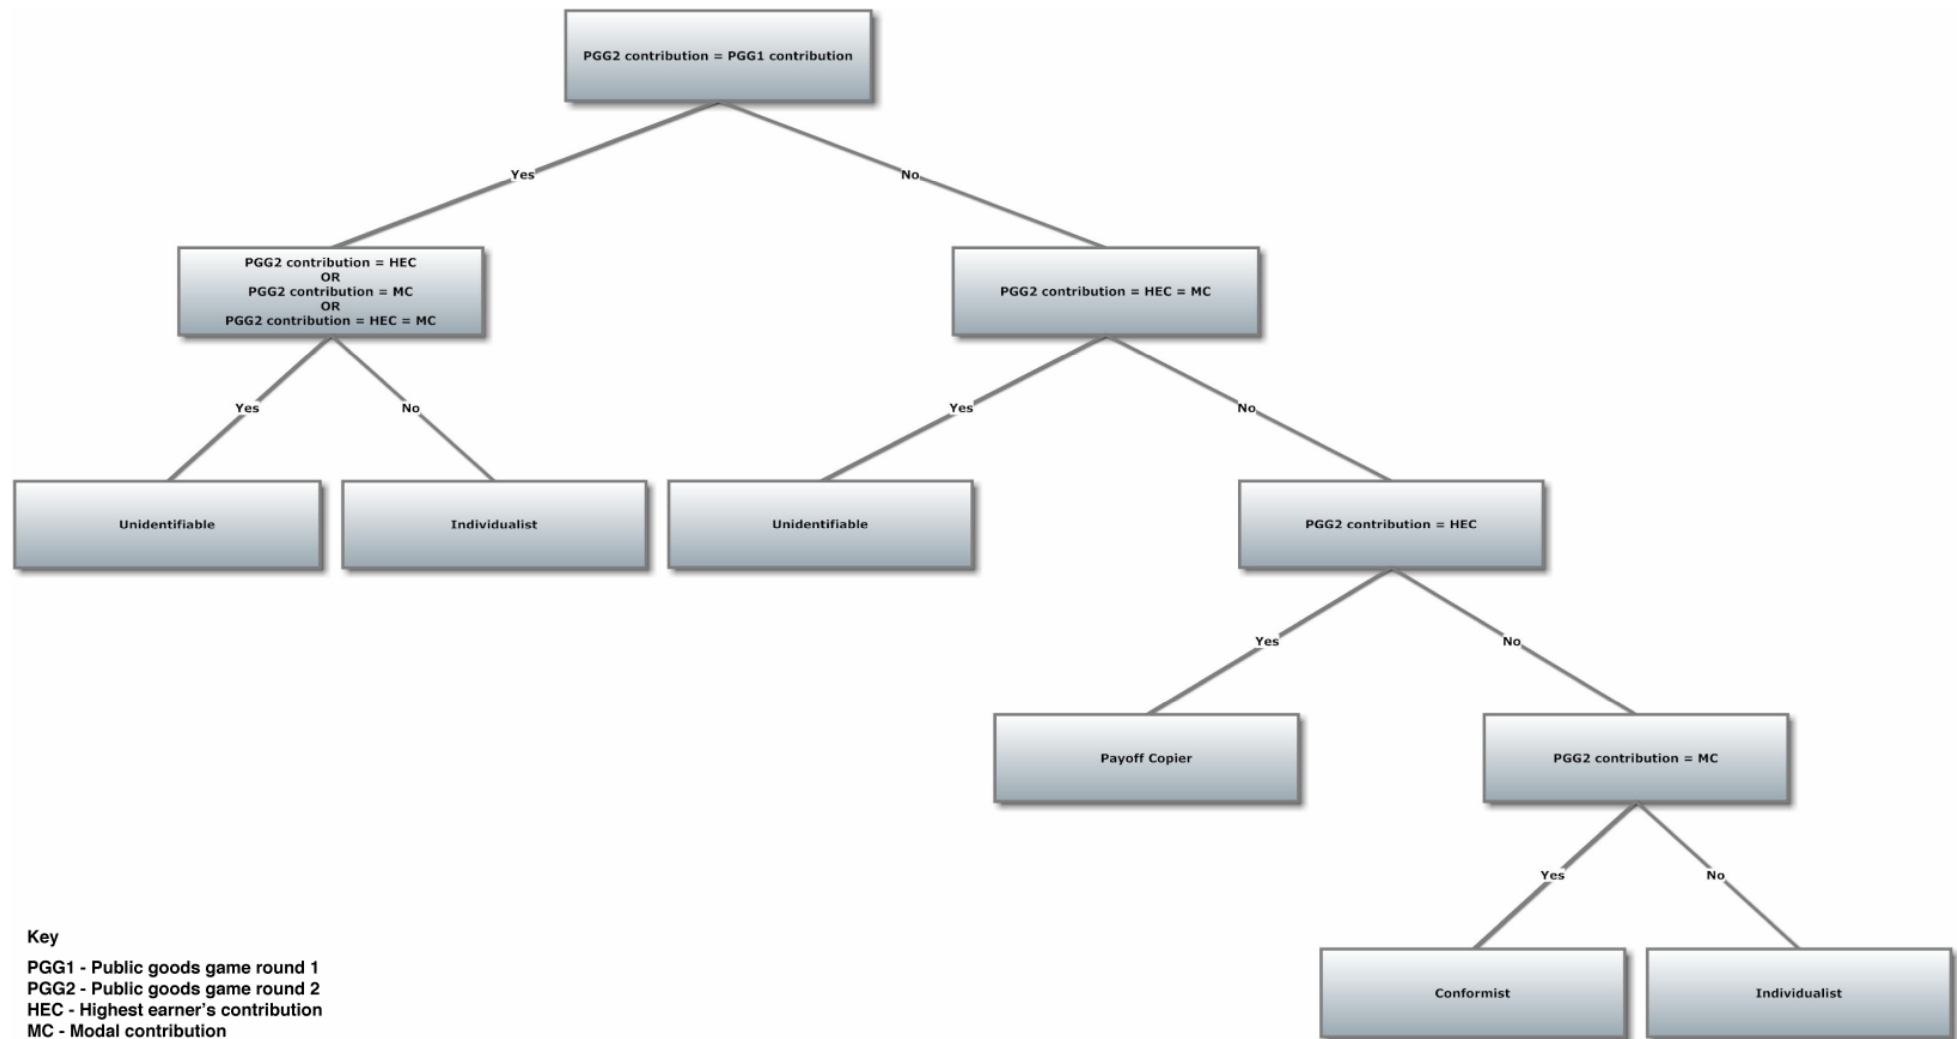 PGG2 contribution = PGG1 contribution
Yes
No
PGG2 contribution = HEC
OR
PGG2 contribution = MC
OR
PGG2 contribution = HEC = MC
PGG2 contribution = HEC = MC
Yes
No
Yes
No
Unidentifiable
Individualist
Unidentifiable
PGG2 contribution = HEC
Yes
No
Payoff Copier
PGG2 contribution = MC
Yes
No
Conformist
Individualist
Key
PGG1 - Public goods game round 1
PGG2 - Public goods game round 2
HEC - Highest earner's contribution
MC - Modal contribution